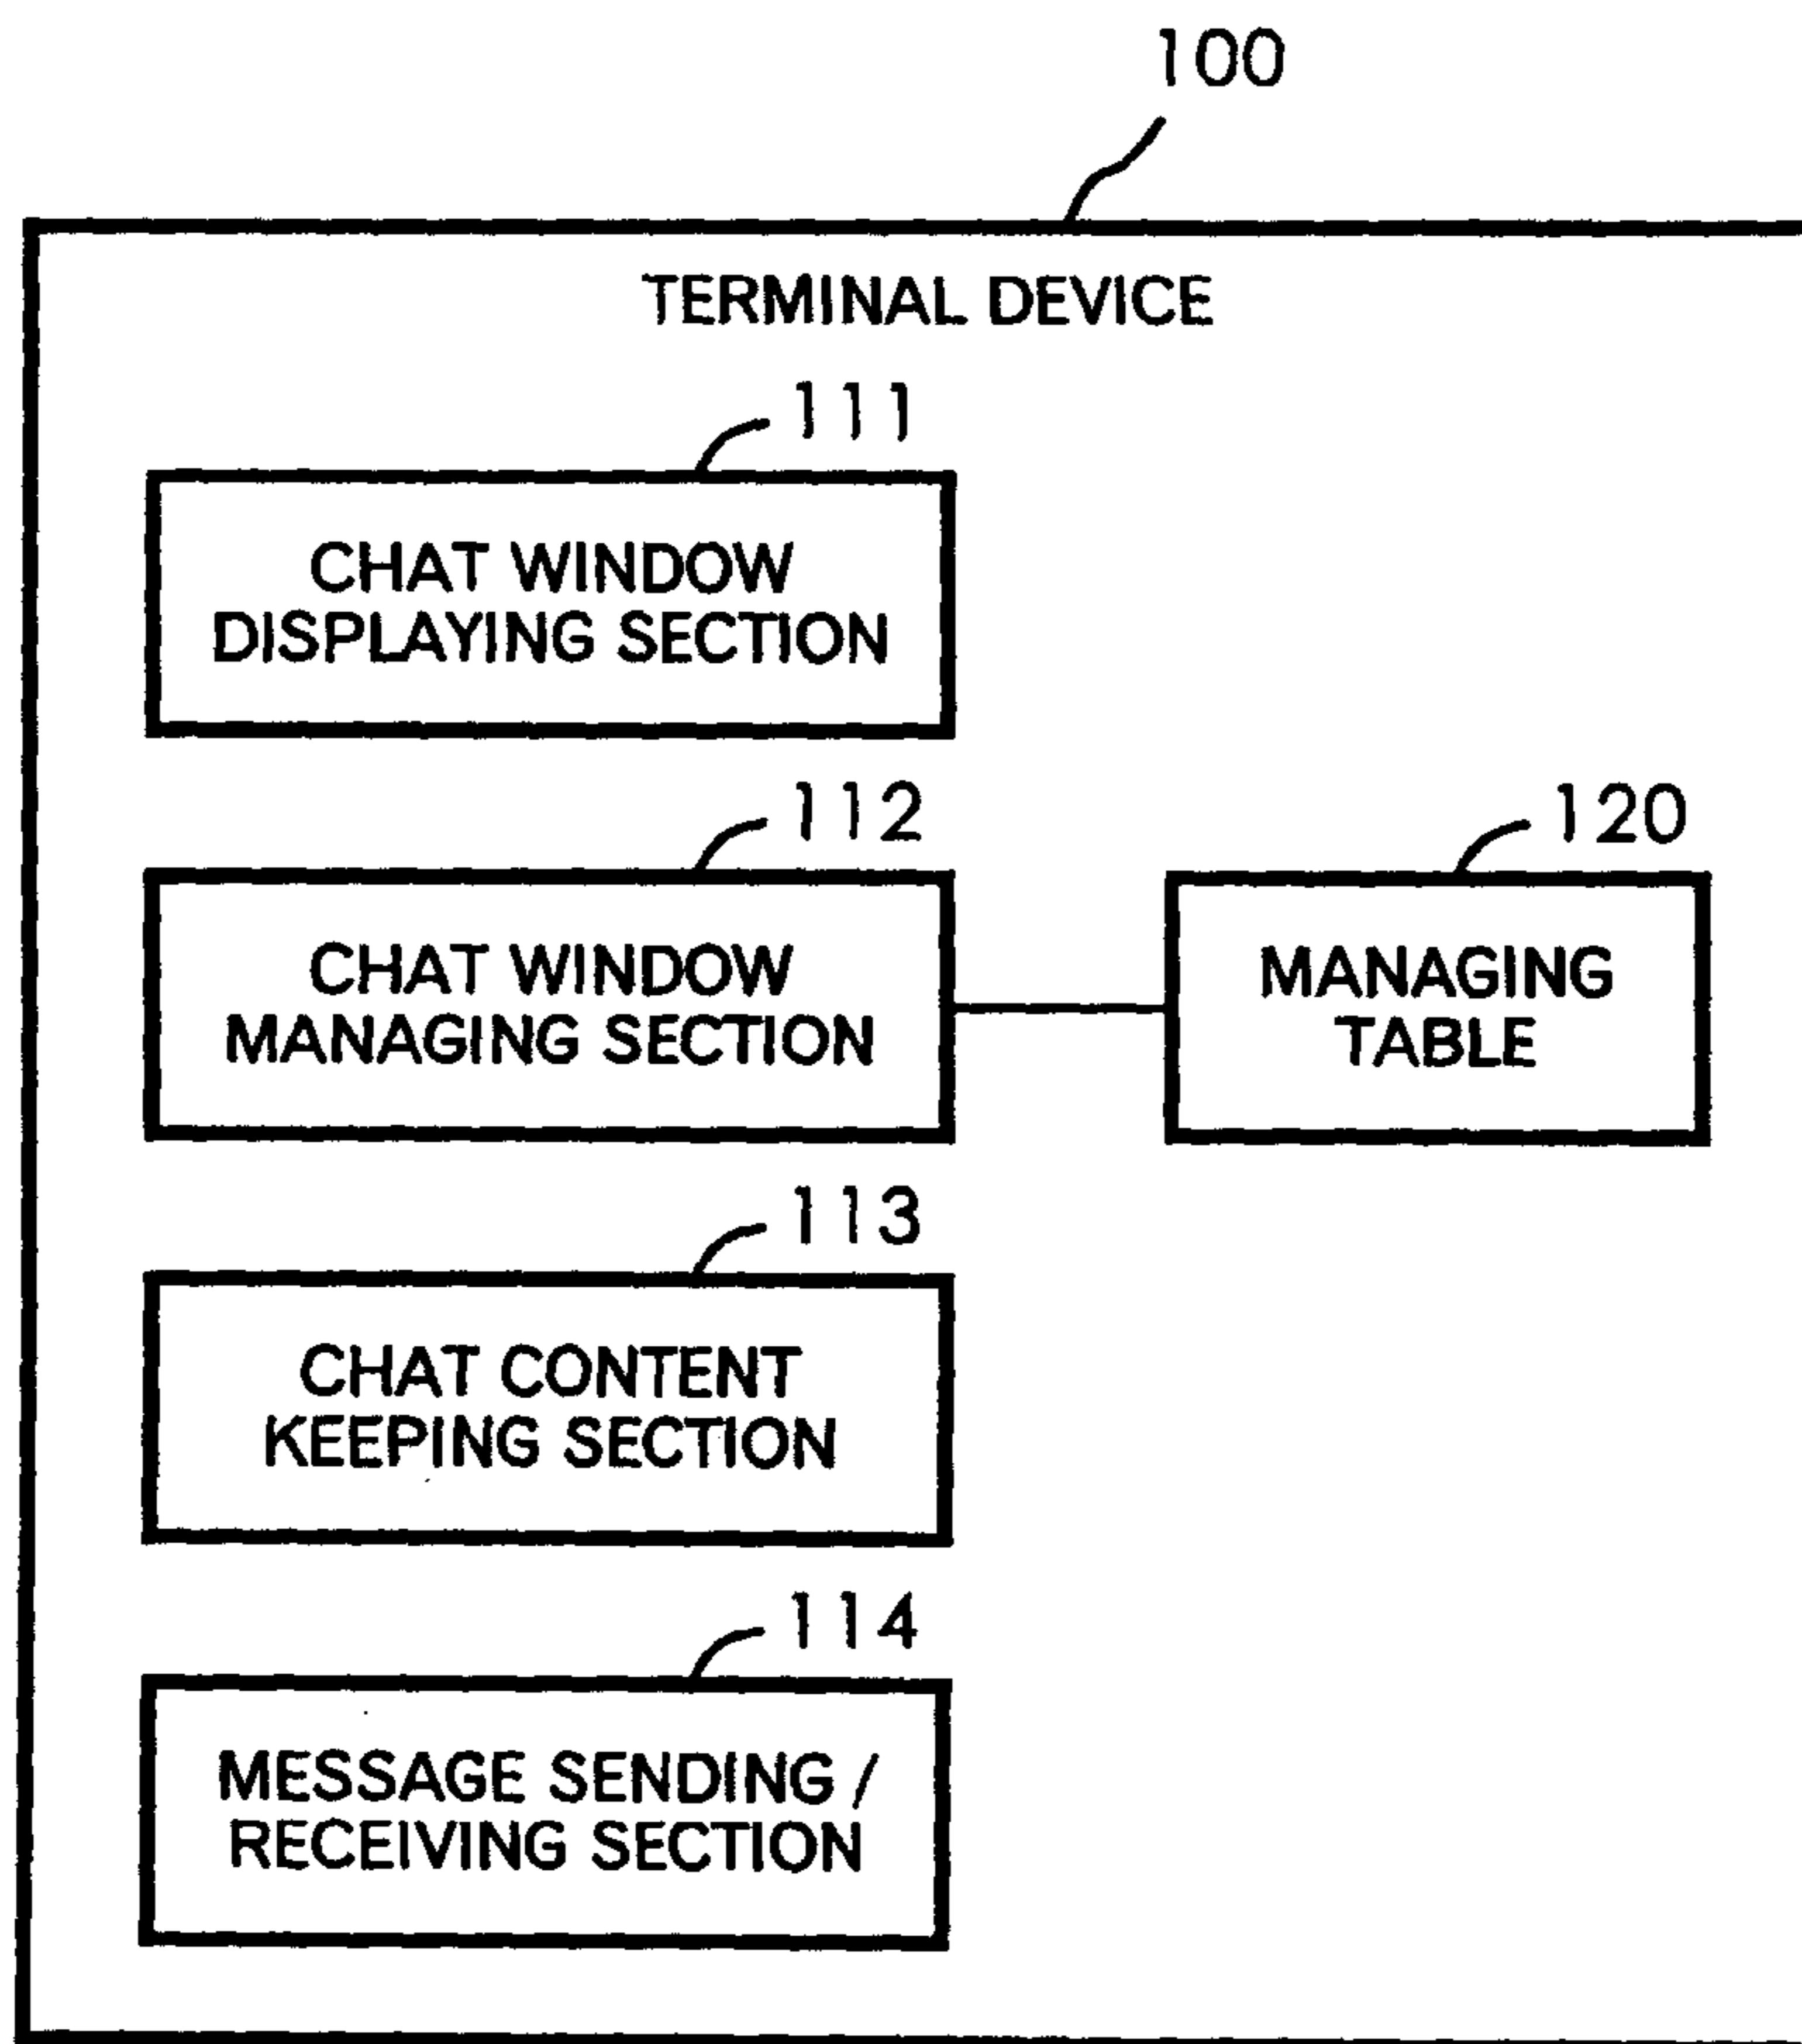 100
TERMINAL DEVICE
111
CHAT WINDOW
DISPLAYING SECTION
112
CHAT WINDOW
MANAGING SECTION
120
MANAGING
TABLE
113
CHAT CONTENT
KEEPING SECTION
114
MESSAGE SENDING /
RECEIVING SECTION